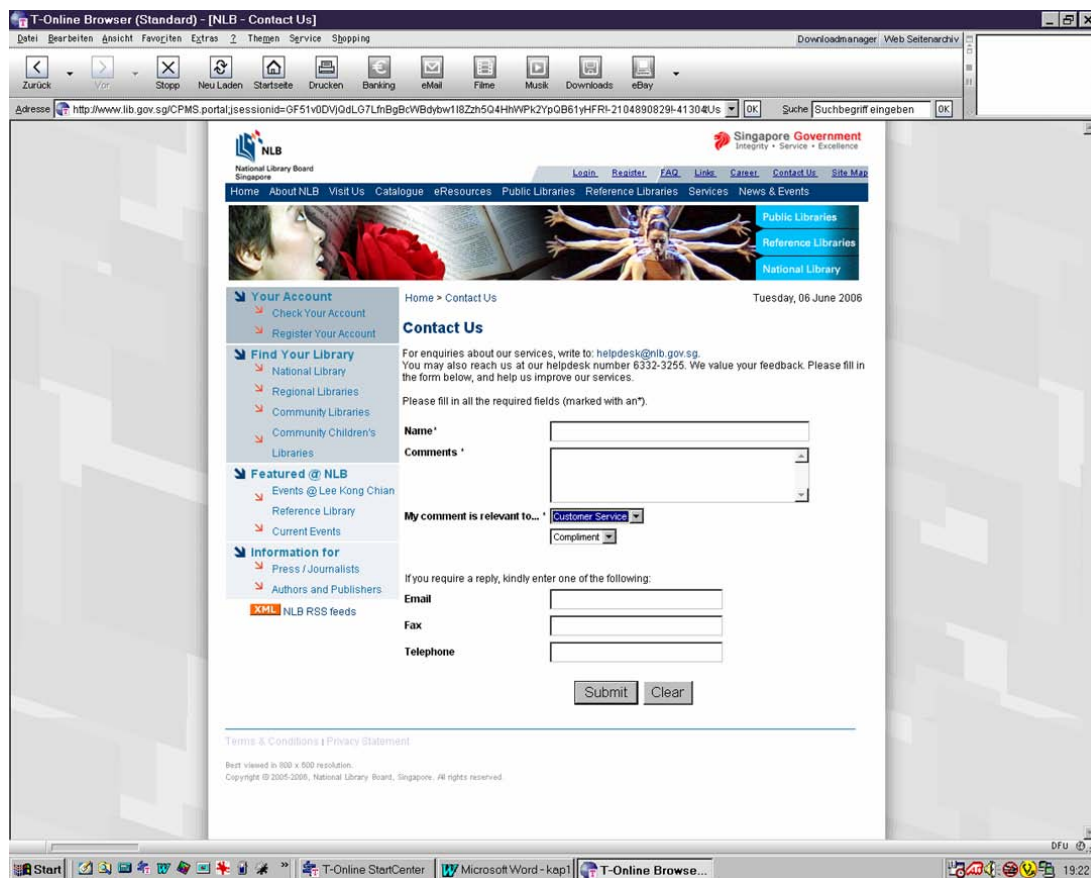 T-Online Browser (Standard) - [NLB - Contact Us]
Datei Bearbeiten Ansicht Favoriten Extras ? Themen Service Shopping
Downloadmanager Web Seitenarchiv
Zurück Vor Stopp Neu Laden Startseite Drucken Banking eMail Filme Musik Downloads eBay
Adresse http://www.lib.gov.sg/CPMS.portal;jsessionid=GF51v0DVjQdLG7LfnBgBcWBdybw1I8Zzh5Q4HhWPk2YpQB61yHFR!-2104890829!-41304!Us OK Suche Suchbegriff eingeben OK
NLB
National Library Board
Singapore
Singapore Government
Integrity • Service • Excellence
Login Register FAQ Links Career Contact Us Site Map
Home About NLB Visit Us Catalogue eResources Public Libraries Reference Libraries Services News & Events
Public Libraries
Reference Libraries
National Library
Your Account
Check Your Account
Register Your Account
Find Your Library
National Library
Regional Libraries
Community Libraries
Community Children's
Libraries
Featured @ NLB
Events @ Lee Kong Chian
Reference Library
Current Events
Information for
Press / Journalists
Authors and Publishers
XML NLB RSS feeds
Home > Contact Us
Tuesday, 06 June 2006
Contact Us
For enquiries about our services, write to: helpdesk@nlb.gov.sg.
You may also reach us at our helpdesk number 6332-3255. We value your feedback. Please fill in
the form below, and help us improve our services.
Please fill in all the required fields (marked with an*).
Name*
Comments *
My comment is relevant to... * Customer Service
Compliment
If you require a reply, kindly enter one of the following:
Email
Fax
Telephone
Submit Clear
Terms & Conditions | Privacy Statement
Best viewed in 800 x 600 resolution.
Copyright © 2005-2006, National Library Board, Singapore. All rights reserved.
DFÜ
Start » T-Online StartCenter Microsoft Word - kap1 T-Online Browse... 19:22